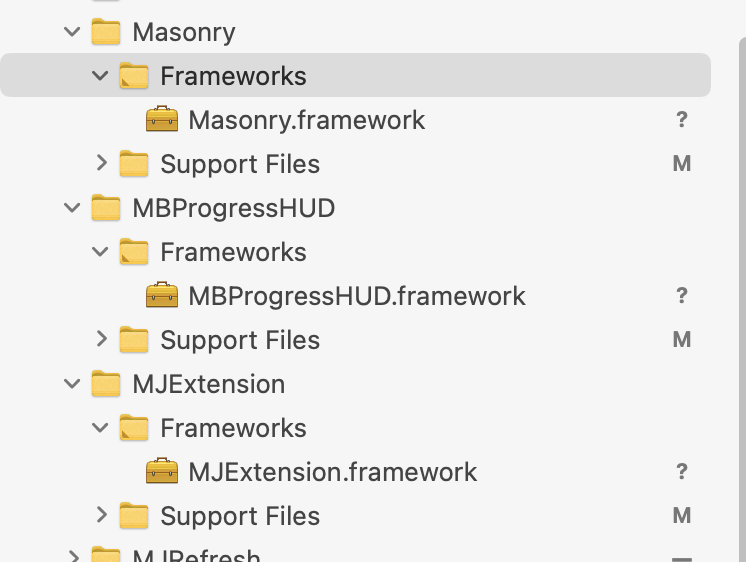 Masonry
Frameworks
Masonry.framework ?
Support Files M
MBProgressHUD
Frameworks
MBProgressHUD.framework ?
Support Files M
MJExtension
Frameworks
MJExtension.framework ?
Support Files M
MJRefresh